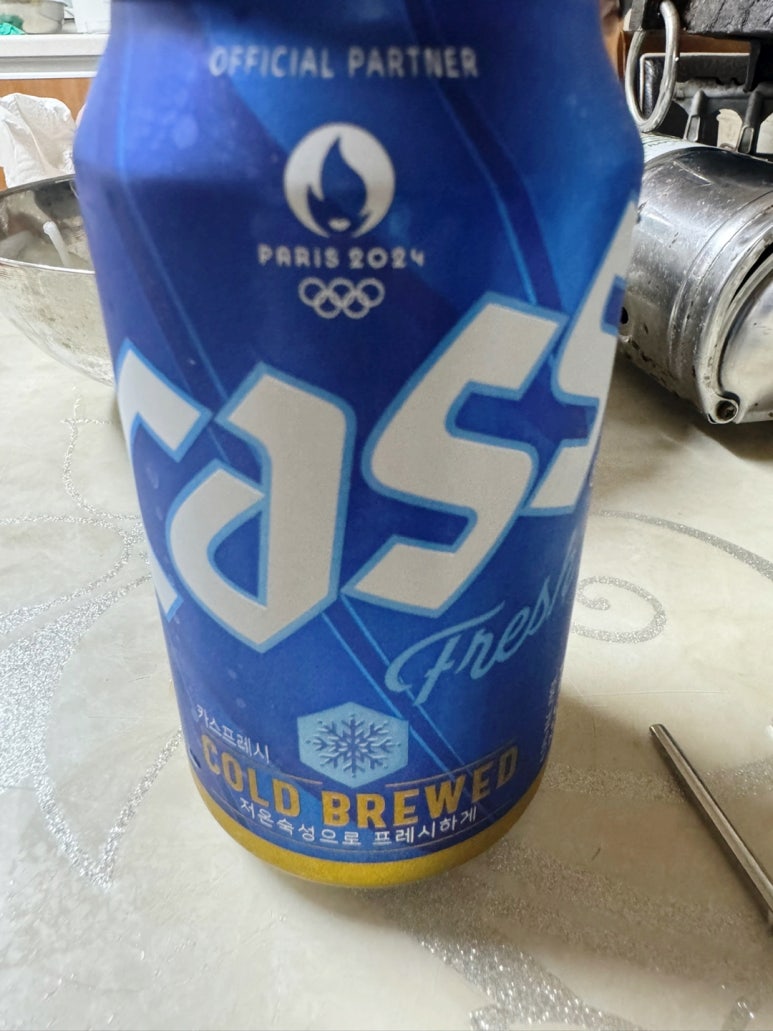 OFFICIAL PARTNER
PARIS 2024
Cass
Fresh
카스프레시
COLD BREWED
저온숙성으로 프레시하게